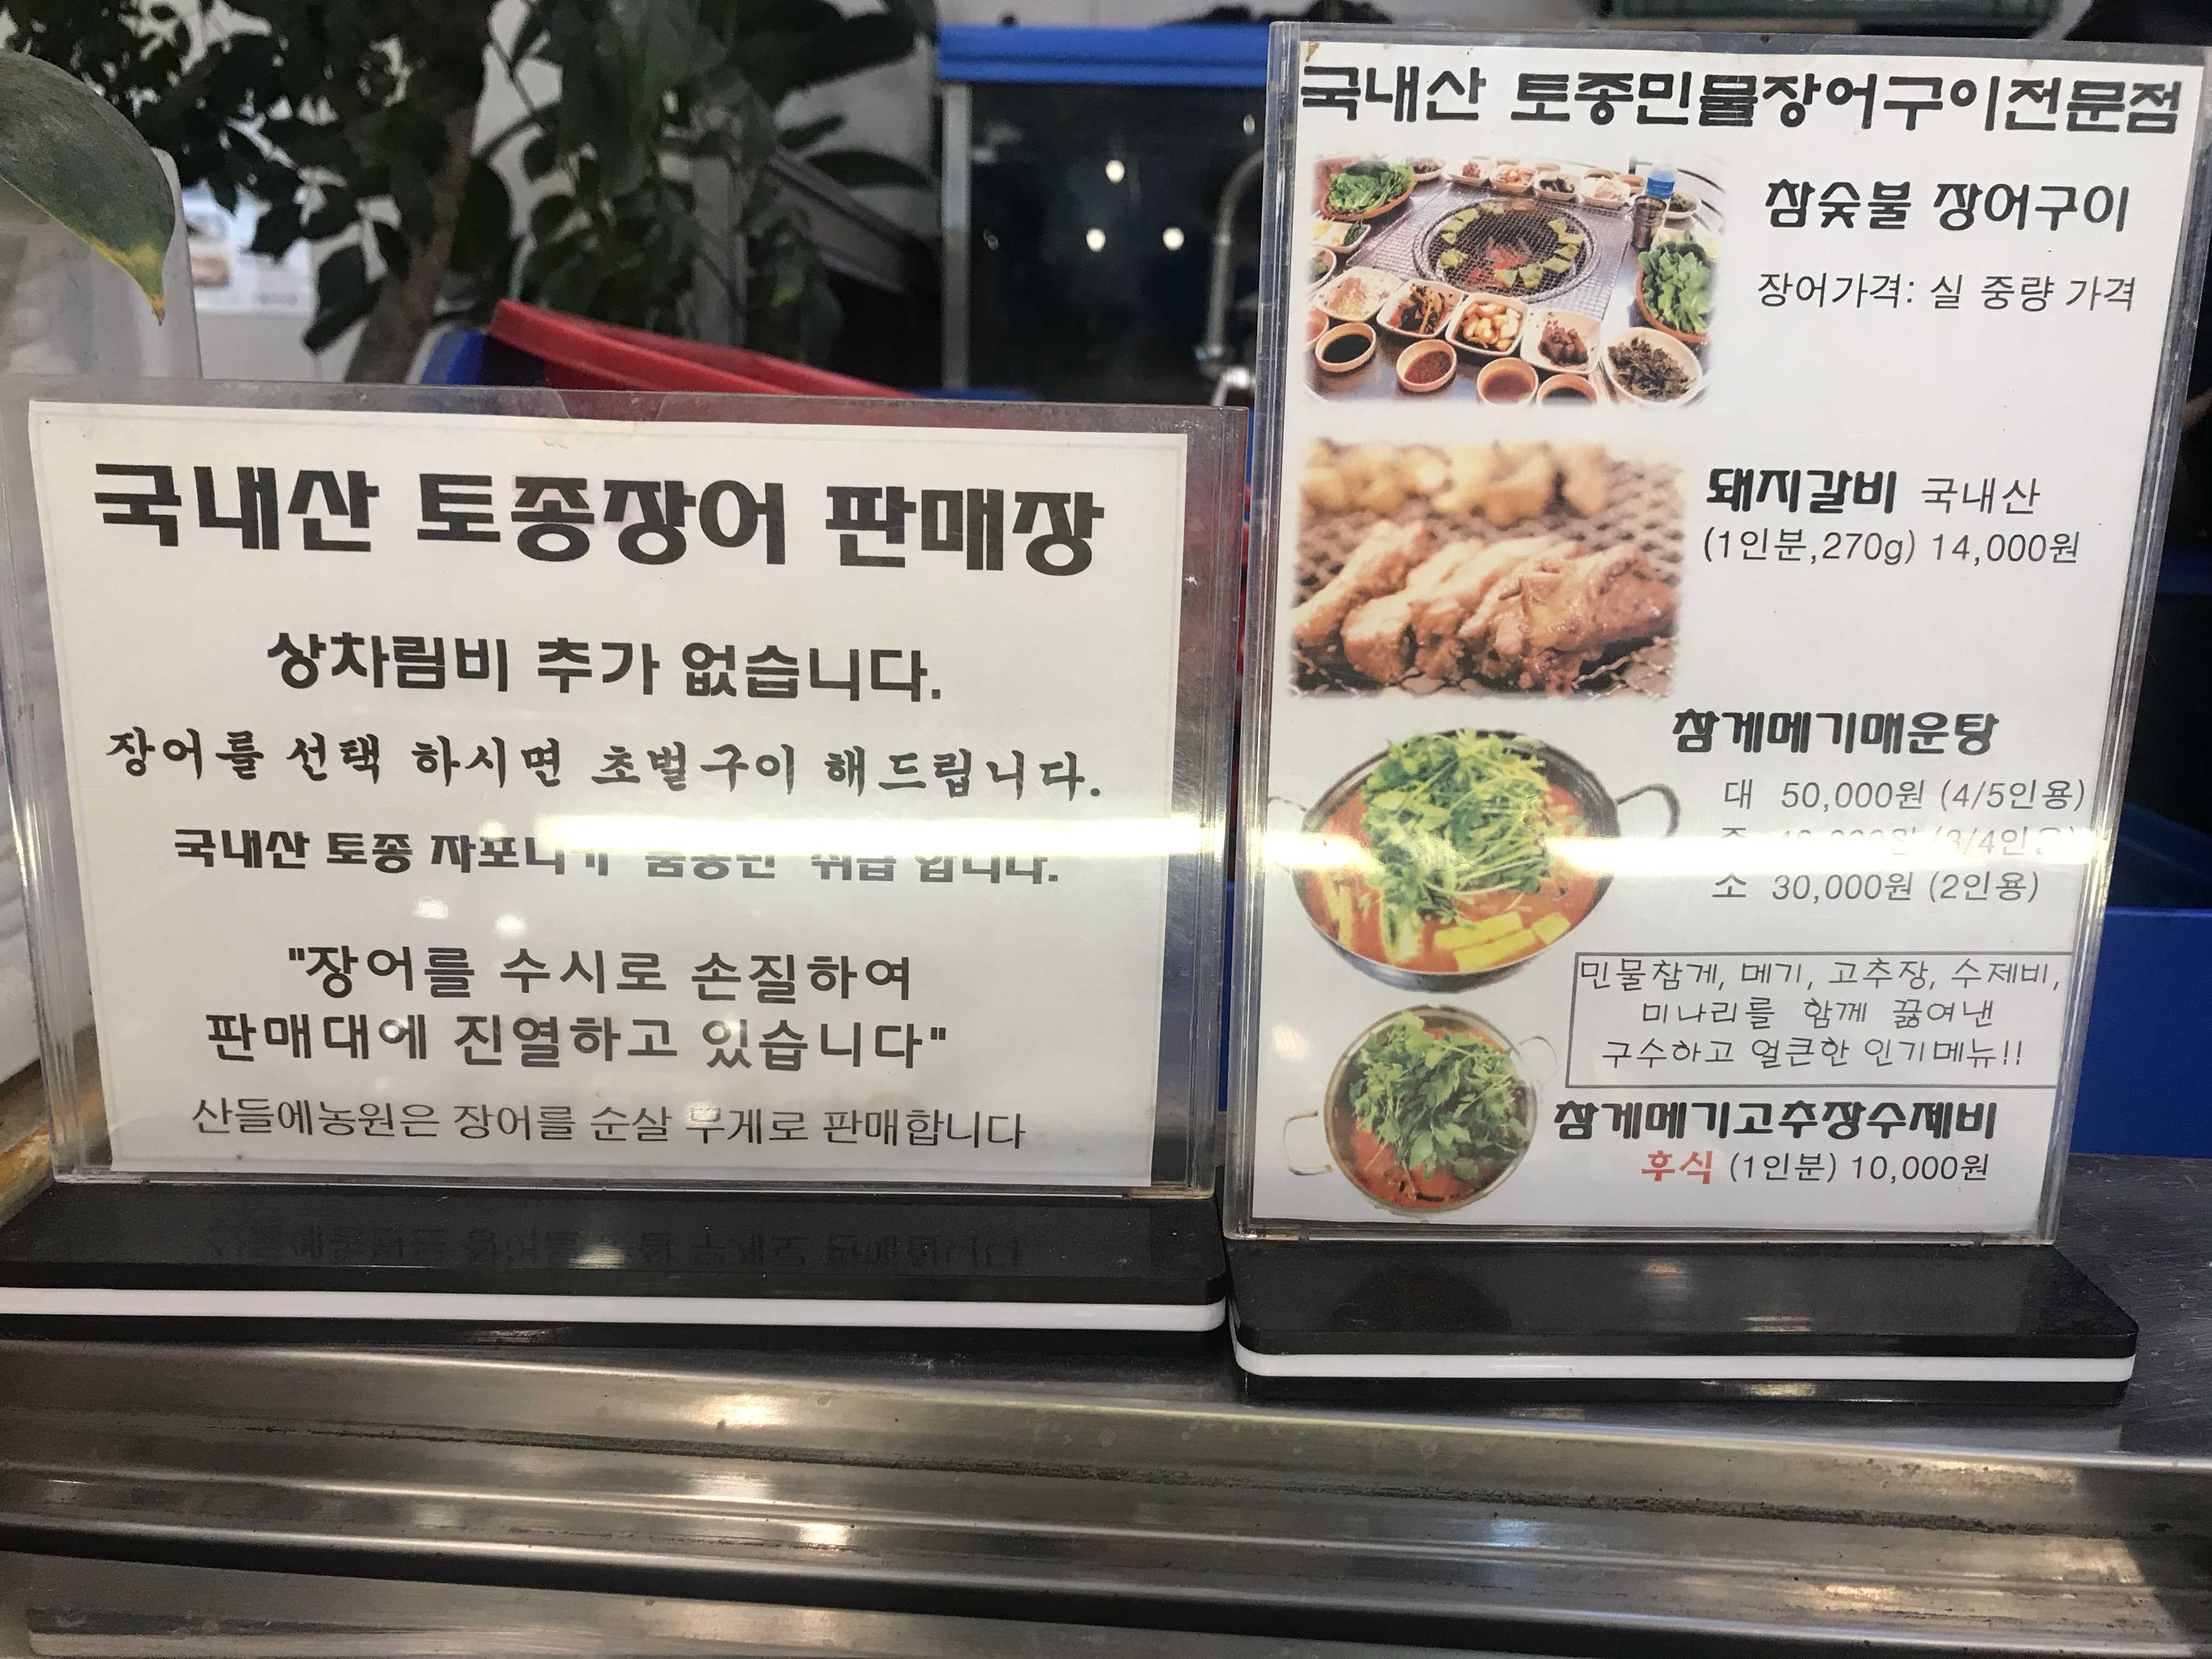 국내산 토종장어 판매장
상차림비 추가 없습니다.
장어를 선택 하시면 초벌구이 해드립니다.
국내산 토종
"장어를 수시로 손질하여
판매대에 진열하고 있습니다"
산들에농원은 장어를 순살 무게로 판매합니다
국내산 토종민물장어구이전문점
참숯불 장어구이
장어가격: 실 중량 가격
돼지갈비 국내산
(1인분,270g) 14,000원
참게메기매운탕
대 50,000원 (4/5인용)
(3/4인용)
소 30,000원 (2인용)
민물참게, 메기, 고추장, 수제비,
미나리를 함께 끓여낸
구수하고 얼큰한 인기메뉴!!
참게메기고추장수제비
후식 (1인분) 10,000원